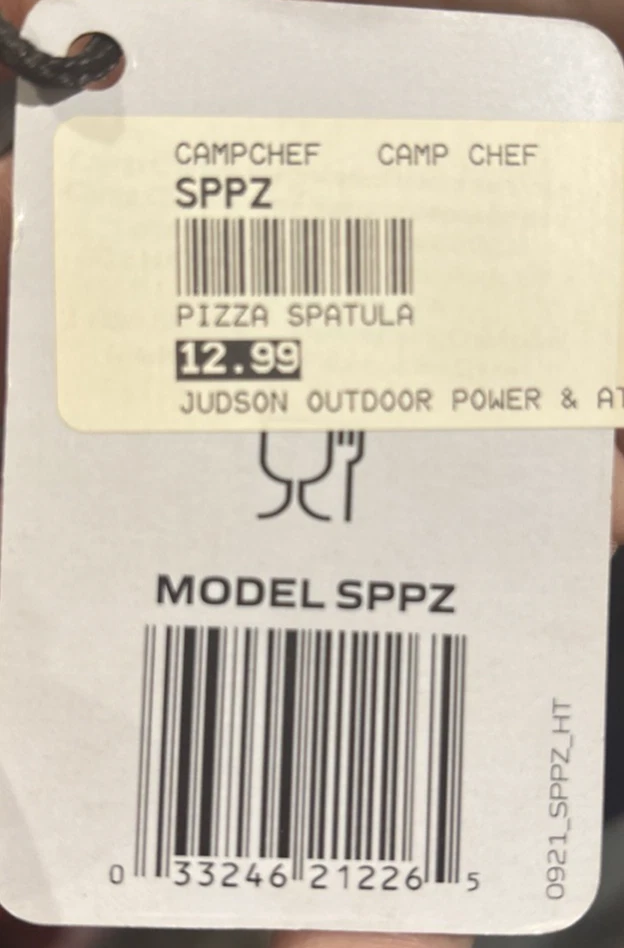 CAMPCHEF CAMP CHEF
SPPZ
PIZZA SPATULA
12.99
JUDSON OUTDOOR POWER & AT
MODEL SPPZ
0 33246 21226 5
0921_SPPZ_HT